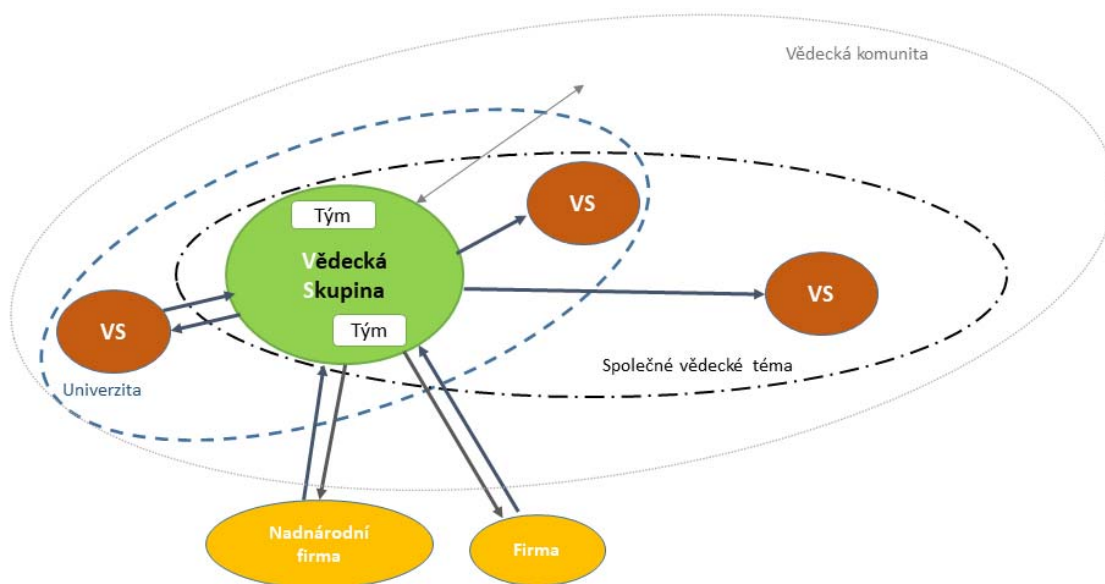 Vědecká komunita
VS
Tým
Vědecká
Skupina
VS
Tým
VS
Společné vědecké téma
Univerzita
Nadnárodní
firma
Firma